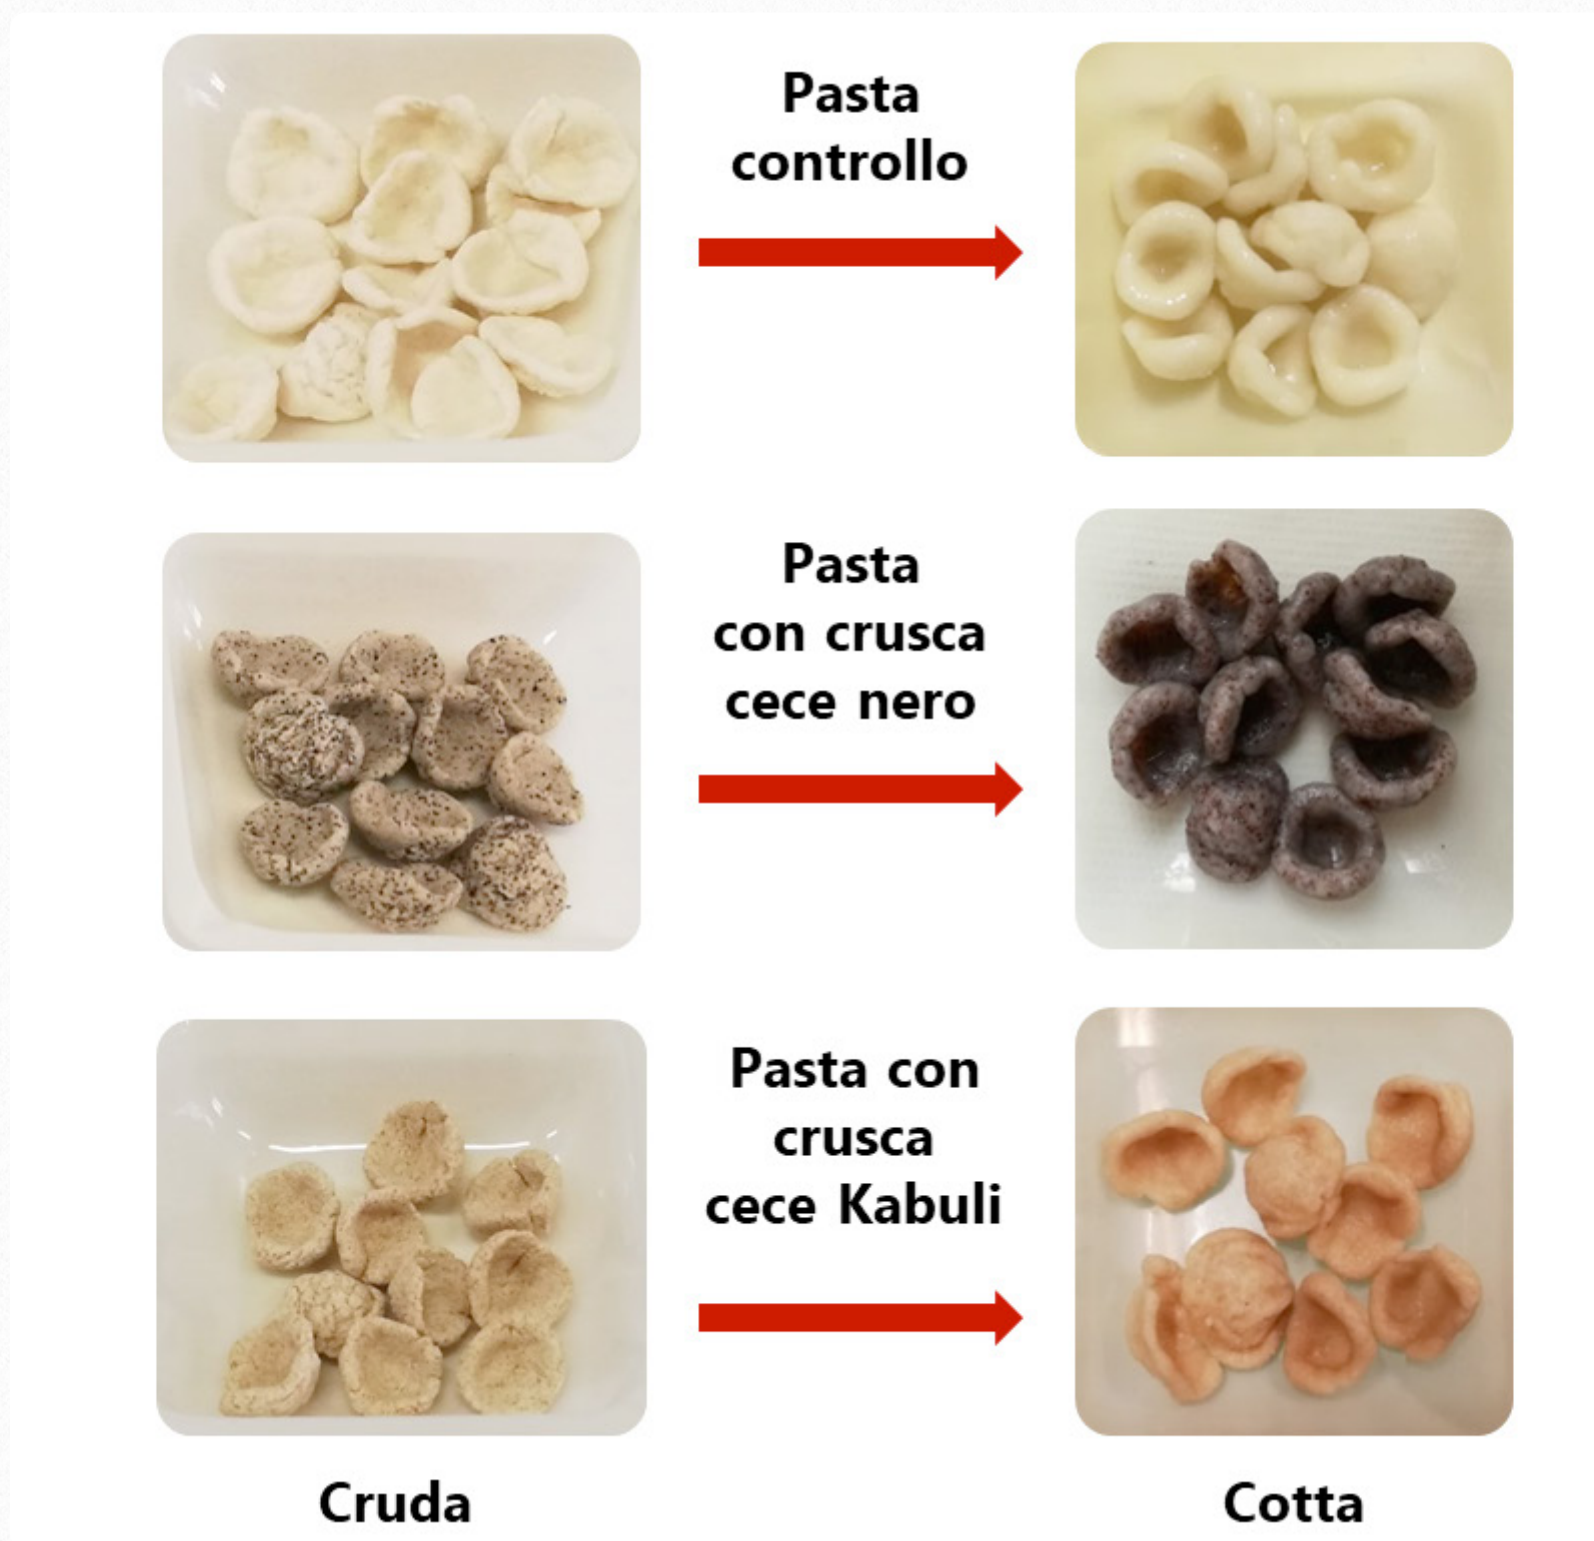 Pasta
controllo
Pasta
con crusca
cece nero
Pasta con
crusca
cece Kabuli
Cruda
Cotta